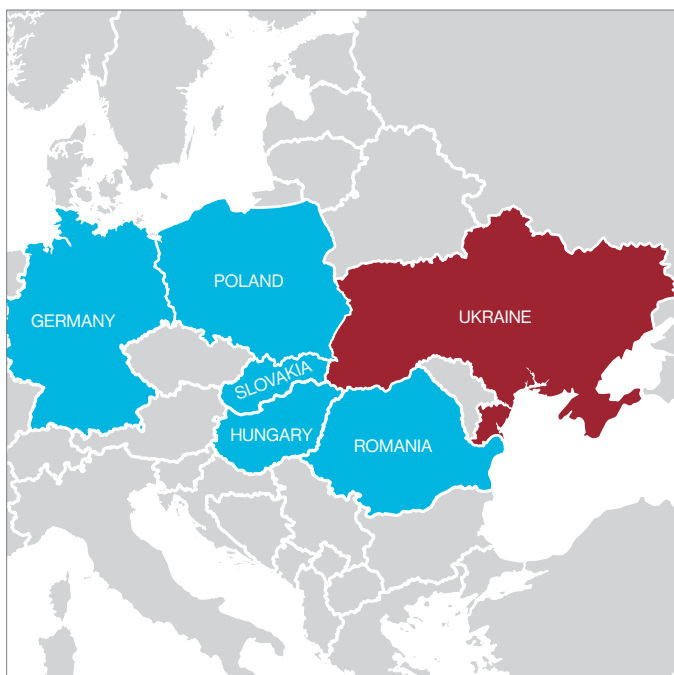 POLAND
GERMANY
UKRAINE
SLOVAKIA
HUNGARY
ROMANIA